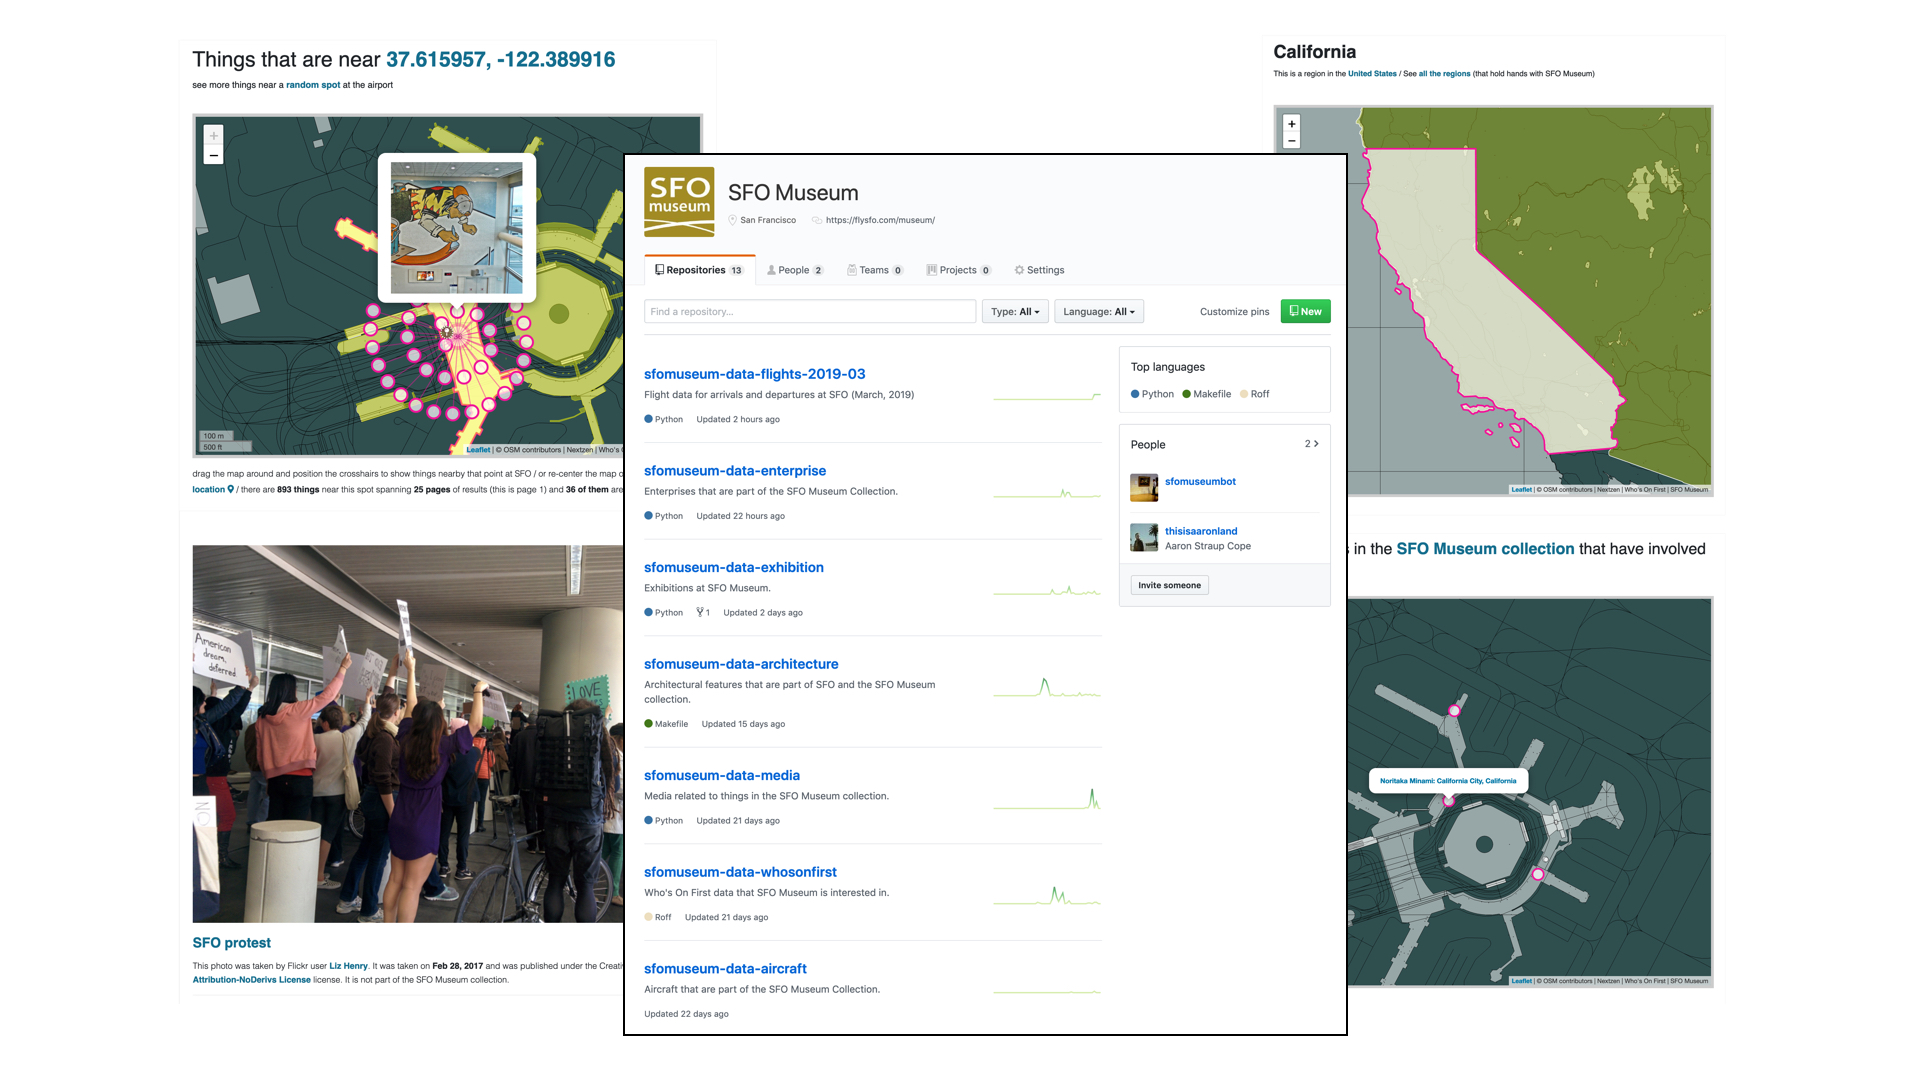 Things that are near 37.615957, -122.389916
see more things near a random spot at the airport
+
−
100 m
500 ft
Leaflet | © OSM contributors | Nextzen | Who's
drag the map around and position the crosshairs to show things nearby that point at SFO / or re-center the map
location / there are 893 things near this spot spanning 25 pages of results (this is page 1) and 36 of them are
American
dream,
deferred
LOVE
SFO protest
This photo was taken by Flickr user Liz Henry. It was taken on Feb 28, 2017 and was published under the
Attribution-NoDerivs License license. It is not part of the SFO Museum collection.
SFO
museum
SFO Museum
San Francisco https://flysfo.com/museum/
Repositories 13 People 2 Teams 0 Projects 0 Settings
Find a repository... Type: All Language: All Customize pins New
sfomuseum-data-flights-2019-03
Flight data for arrivals and departures at SFO (March, 2019)
Python Updated 2 hours ago
sfomuseum-data-enterprise
Enterprises that are part of the SFO Museum Collection.
Python Updated 22 hours ago
sfomuseum-data-exhibition
Exhibitions at SFO Museum.
Python 1 Updated 2 days ago
sfomuseum-data-architecture
Architectural features that are part of SFO and the SFO Museum
collection.
Makefile Updated 15 days ago
sfomuseum-data-media
Media related to things in the SFO Museum collection.
Python Updated 21 days ago
sfomuseum-data-whosonfirst
Who's On First data that SFO Museum is interested in.
Roff Updated 21 days ago
sfomuseum-data-aircraft
Aircraft that are part of the SFO Museum Collection.
Updated 22 days ago
Top languages
Python Makefile Roff
People 2
sfomuseumbot
thisisaaronland
Aaron Straup Cope
Invite someone
California
This is a region in the United States / See all the regions (that hold hands with SFO Museum)
+
−
Leaflet | © OSM contributors | Nextzen | Who's On First | SFO Museum
in the SFO Museum collection that have involved
Noritaka Minami: California City, California
Leaflet | © OSM contributors | Nextzen | Who's On First | SFO Museum